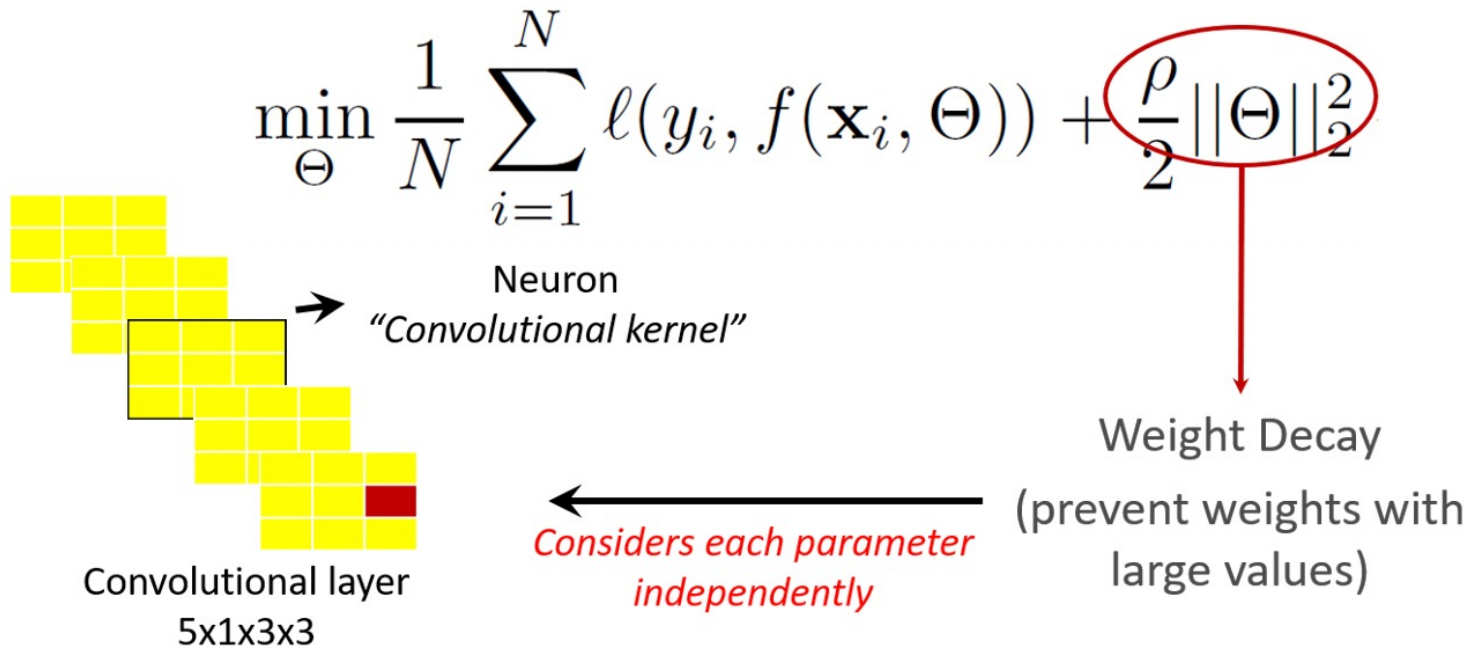 min_Θ 1/N ∑_{i=1}^{N} ℓ(y_i, f(𝐱_i, Θ)) + ρ/2 ||Θ||_2^2
Neuron
“Convolutional kernel”
Weight Decay
(prevent weights with
large values)
Considers each parameter
independently
Convolutional layer
5x1x3x3